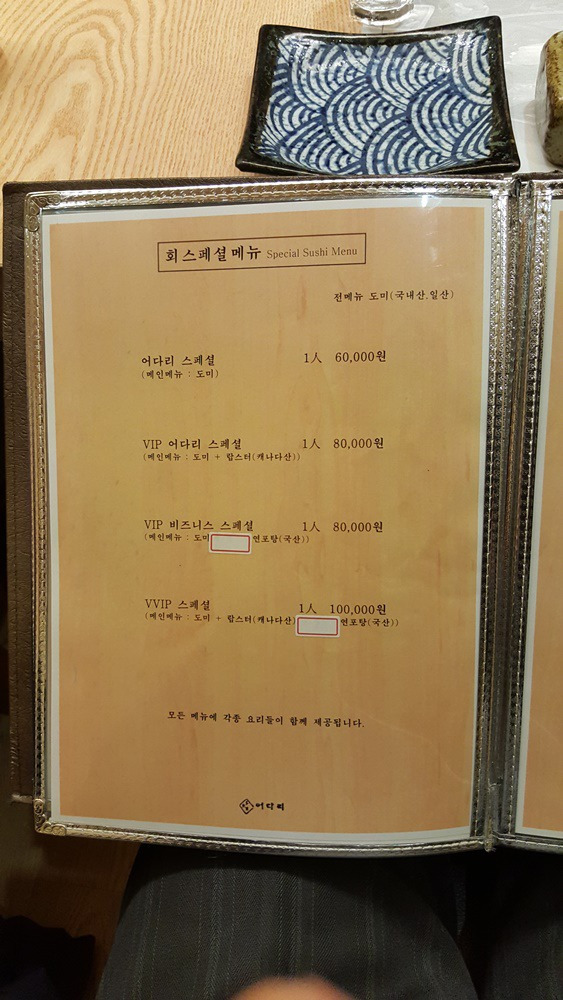 회스페셜메뉴 Special Sushi Menu
전메뉴 도미(국내산.일산)
어다리 스페셜 1人 60,000원
(메인메뉴 : 도미)
VIP 어다리 스페셜 1人 80,000원
(메인메뉴 : 도미 + 랍스터(캐나다산))
VIP 비즈니스 스페셜 1人 80,000원
(메인메뉴 : 도미 연포탕(국산))
VVIP 스페셜 1人 100,000원
(메인메뉴 : 도미 + 랍스터(캐나다산) 연포탕(국산))
모든 메뉴에 각종 요리들이 함께 제공됩니다.
어다리